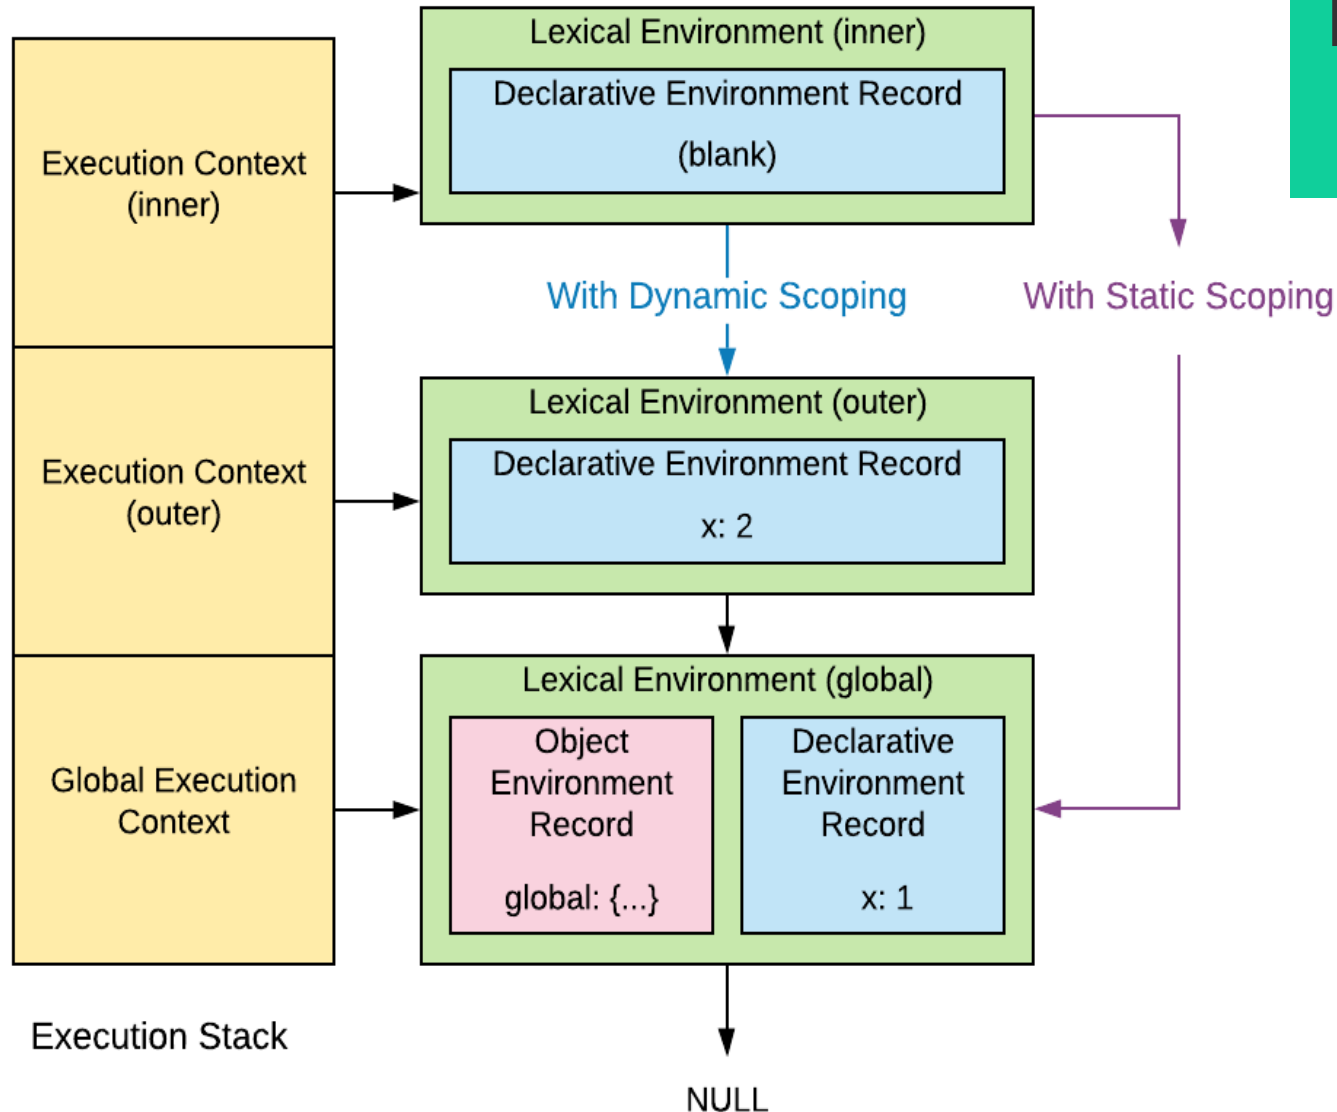 Lexical Environment (inner)
Declarative Environment Record
(blank)
Execution Context
(inner)
With Dynamic Scoping
With Static Scoping
Lexical Environment (outer)
Declarative Environment Record
x: 2
Execution Context
(outer)
Lexical Environment (global)
Object
Environment
Record
global: {...}
Declarative
Environment
Record
x: 1
Global Execution
Context
Execution Stack
NULL